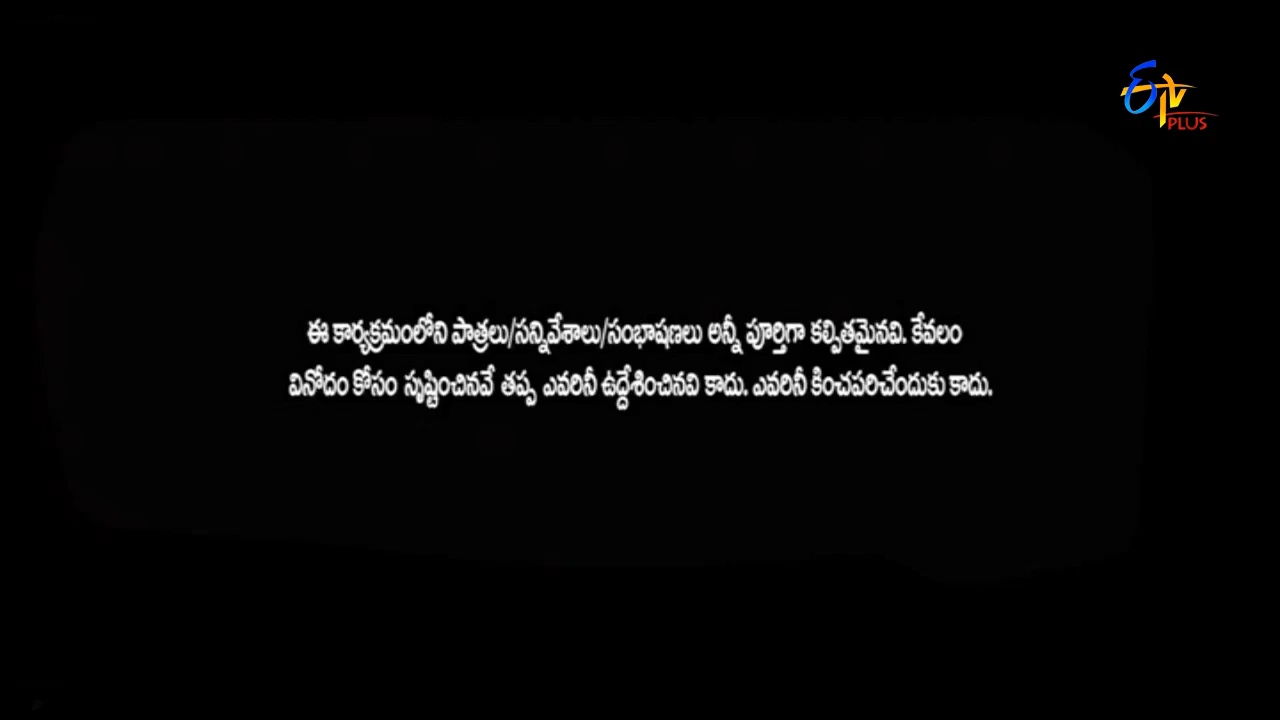 ETV
PLUS
ఈ కార్యక్రమంలోని పాత్రలు/సన్నివేశాలు/సంభాషణలు అన్నీ పూర్తిగా కల్పితమైనవి. కేవలం
వినోదం కోసం సృష్టించినవే తప్ప ఎవరినీ ఉద్దేశించినవి కాదు. ఎవరినీ కించపరిచేందుకు కాదు.